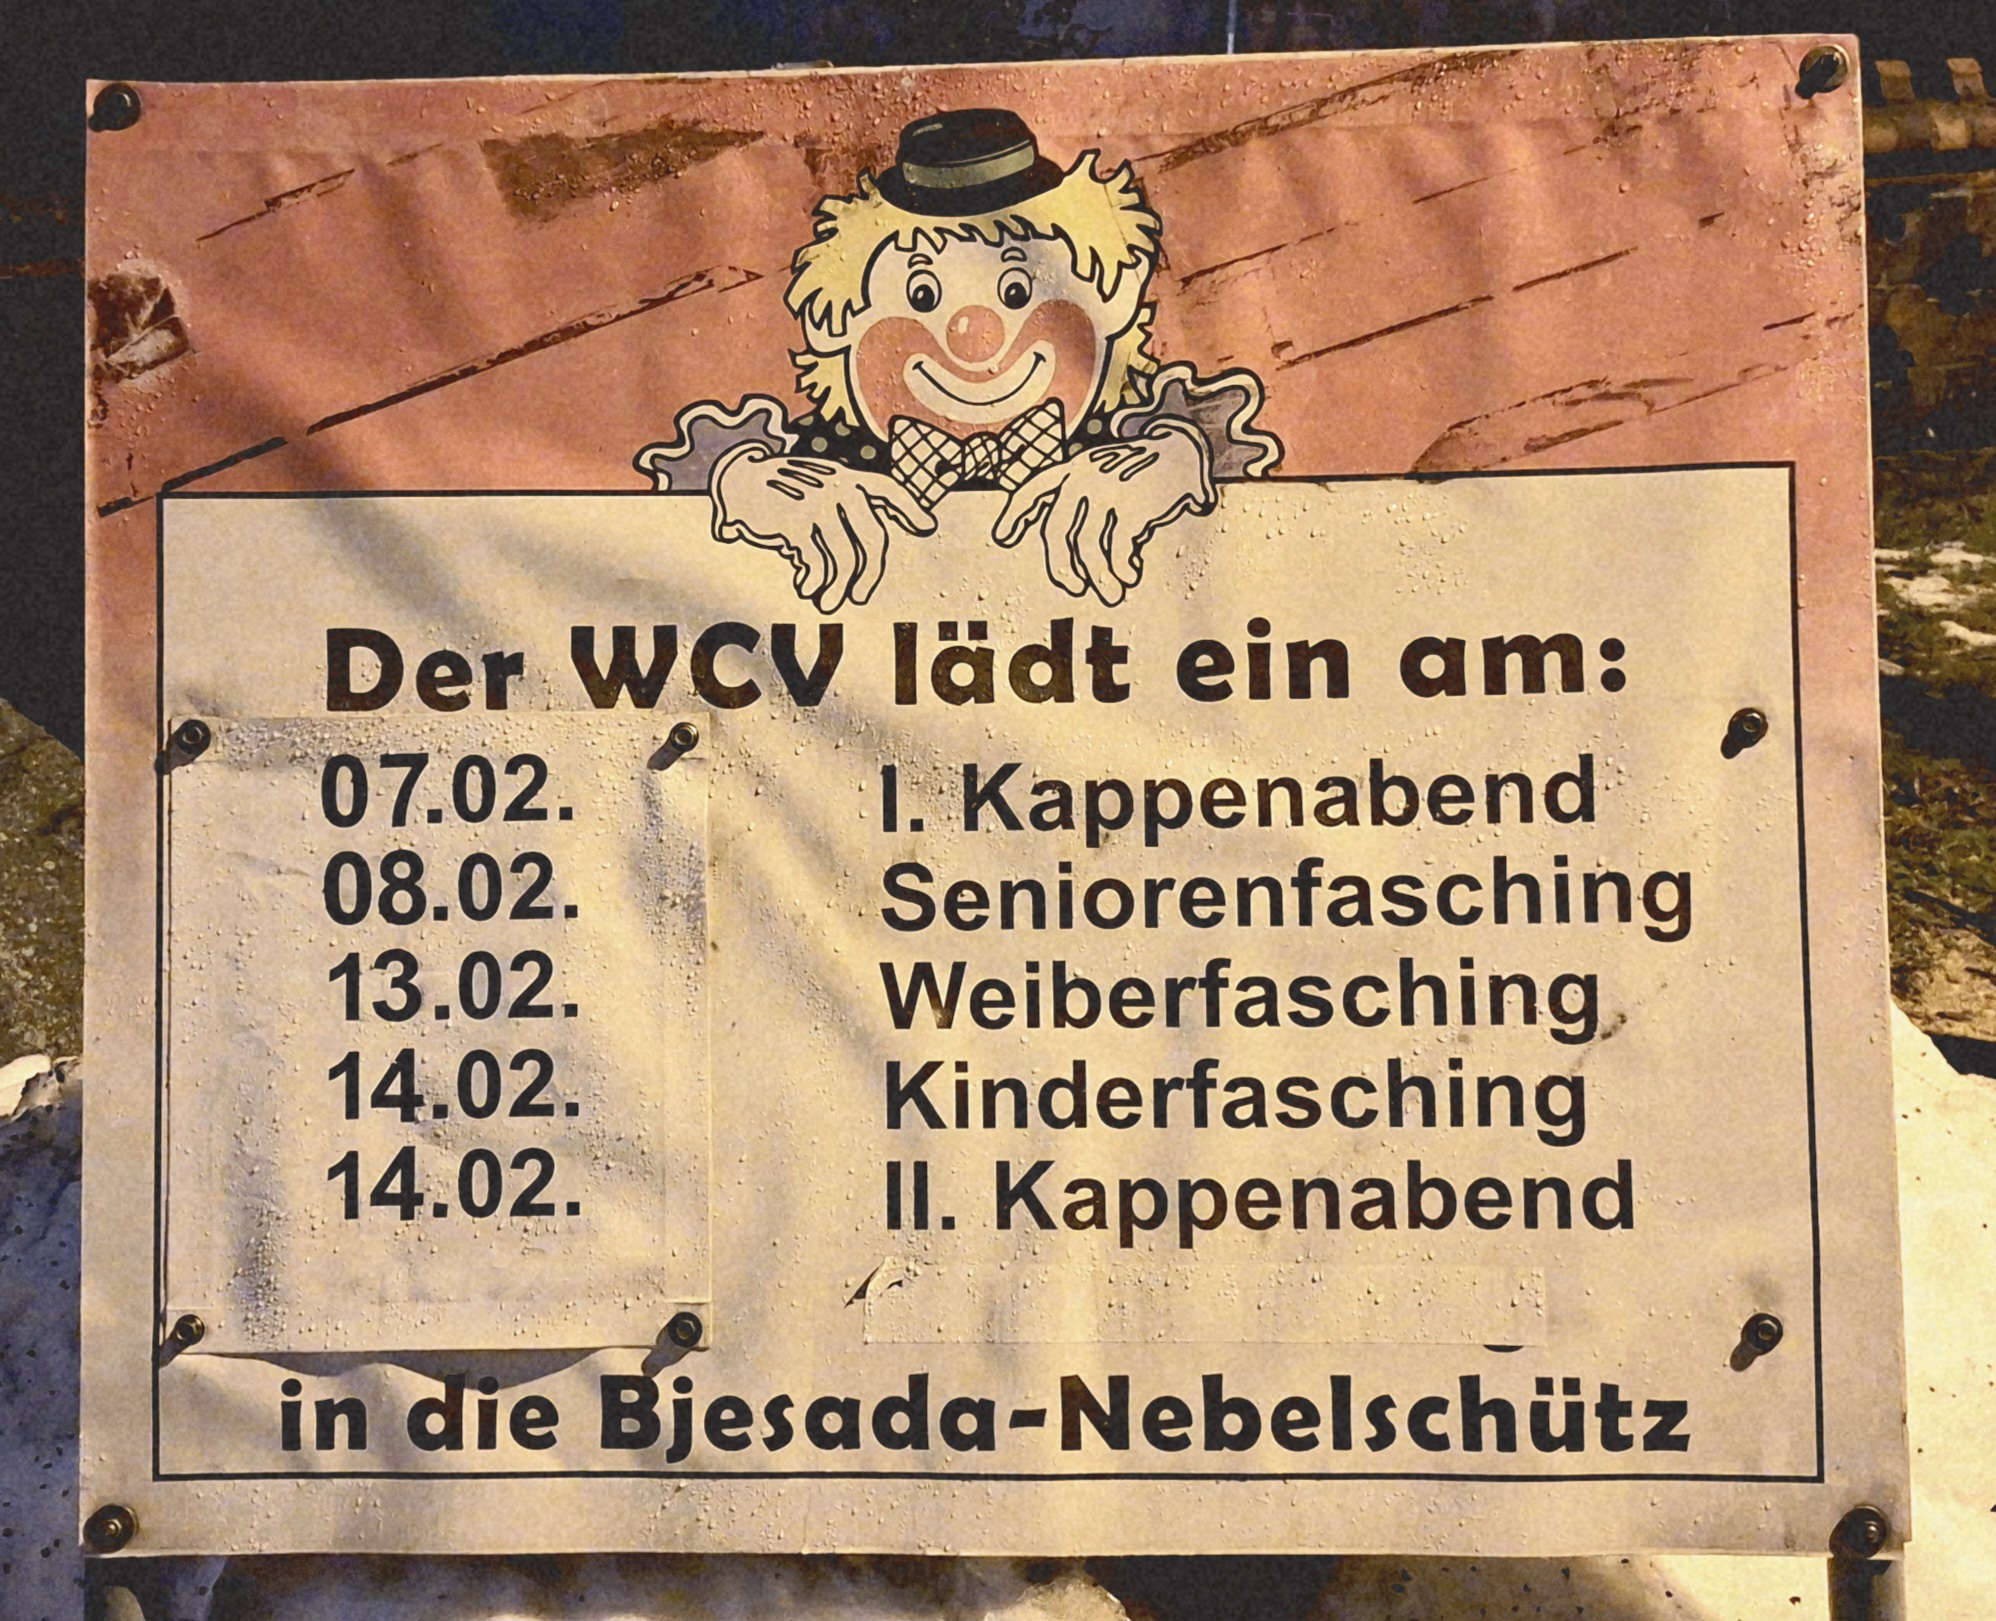 Der WCV lädt ein am:
07.02. I. Kappenabend
08.02. Seniorenfasching
13.02. Weiberfasching
14.02. Kinderfasching
14.02. II. Kappenabend
in die Bjesada-Nebelschütz